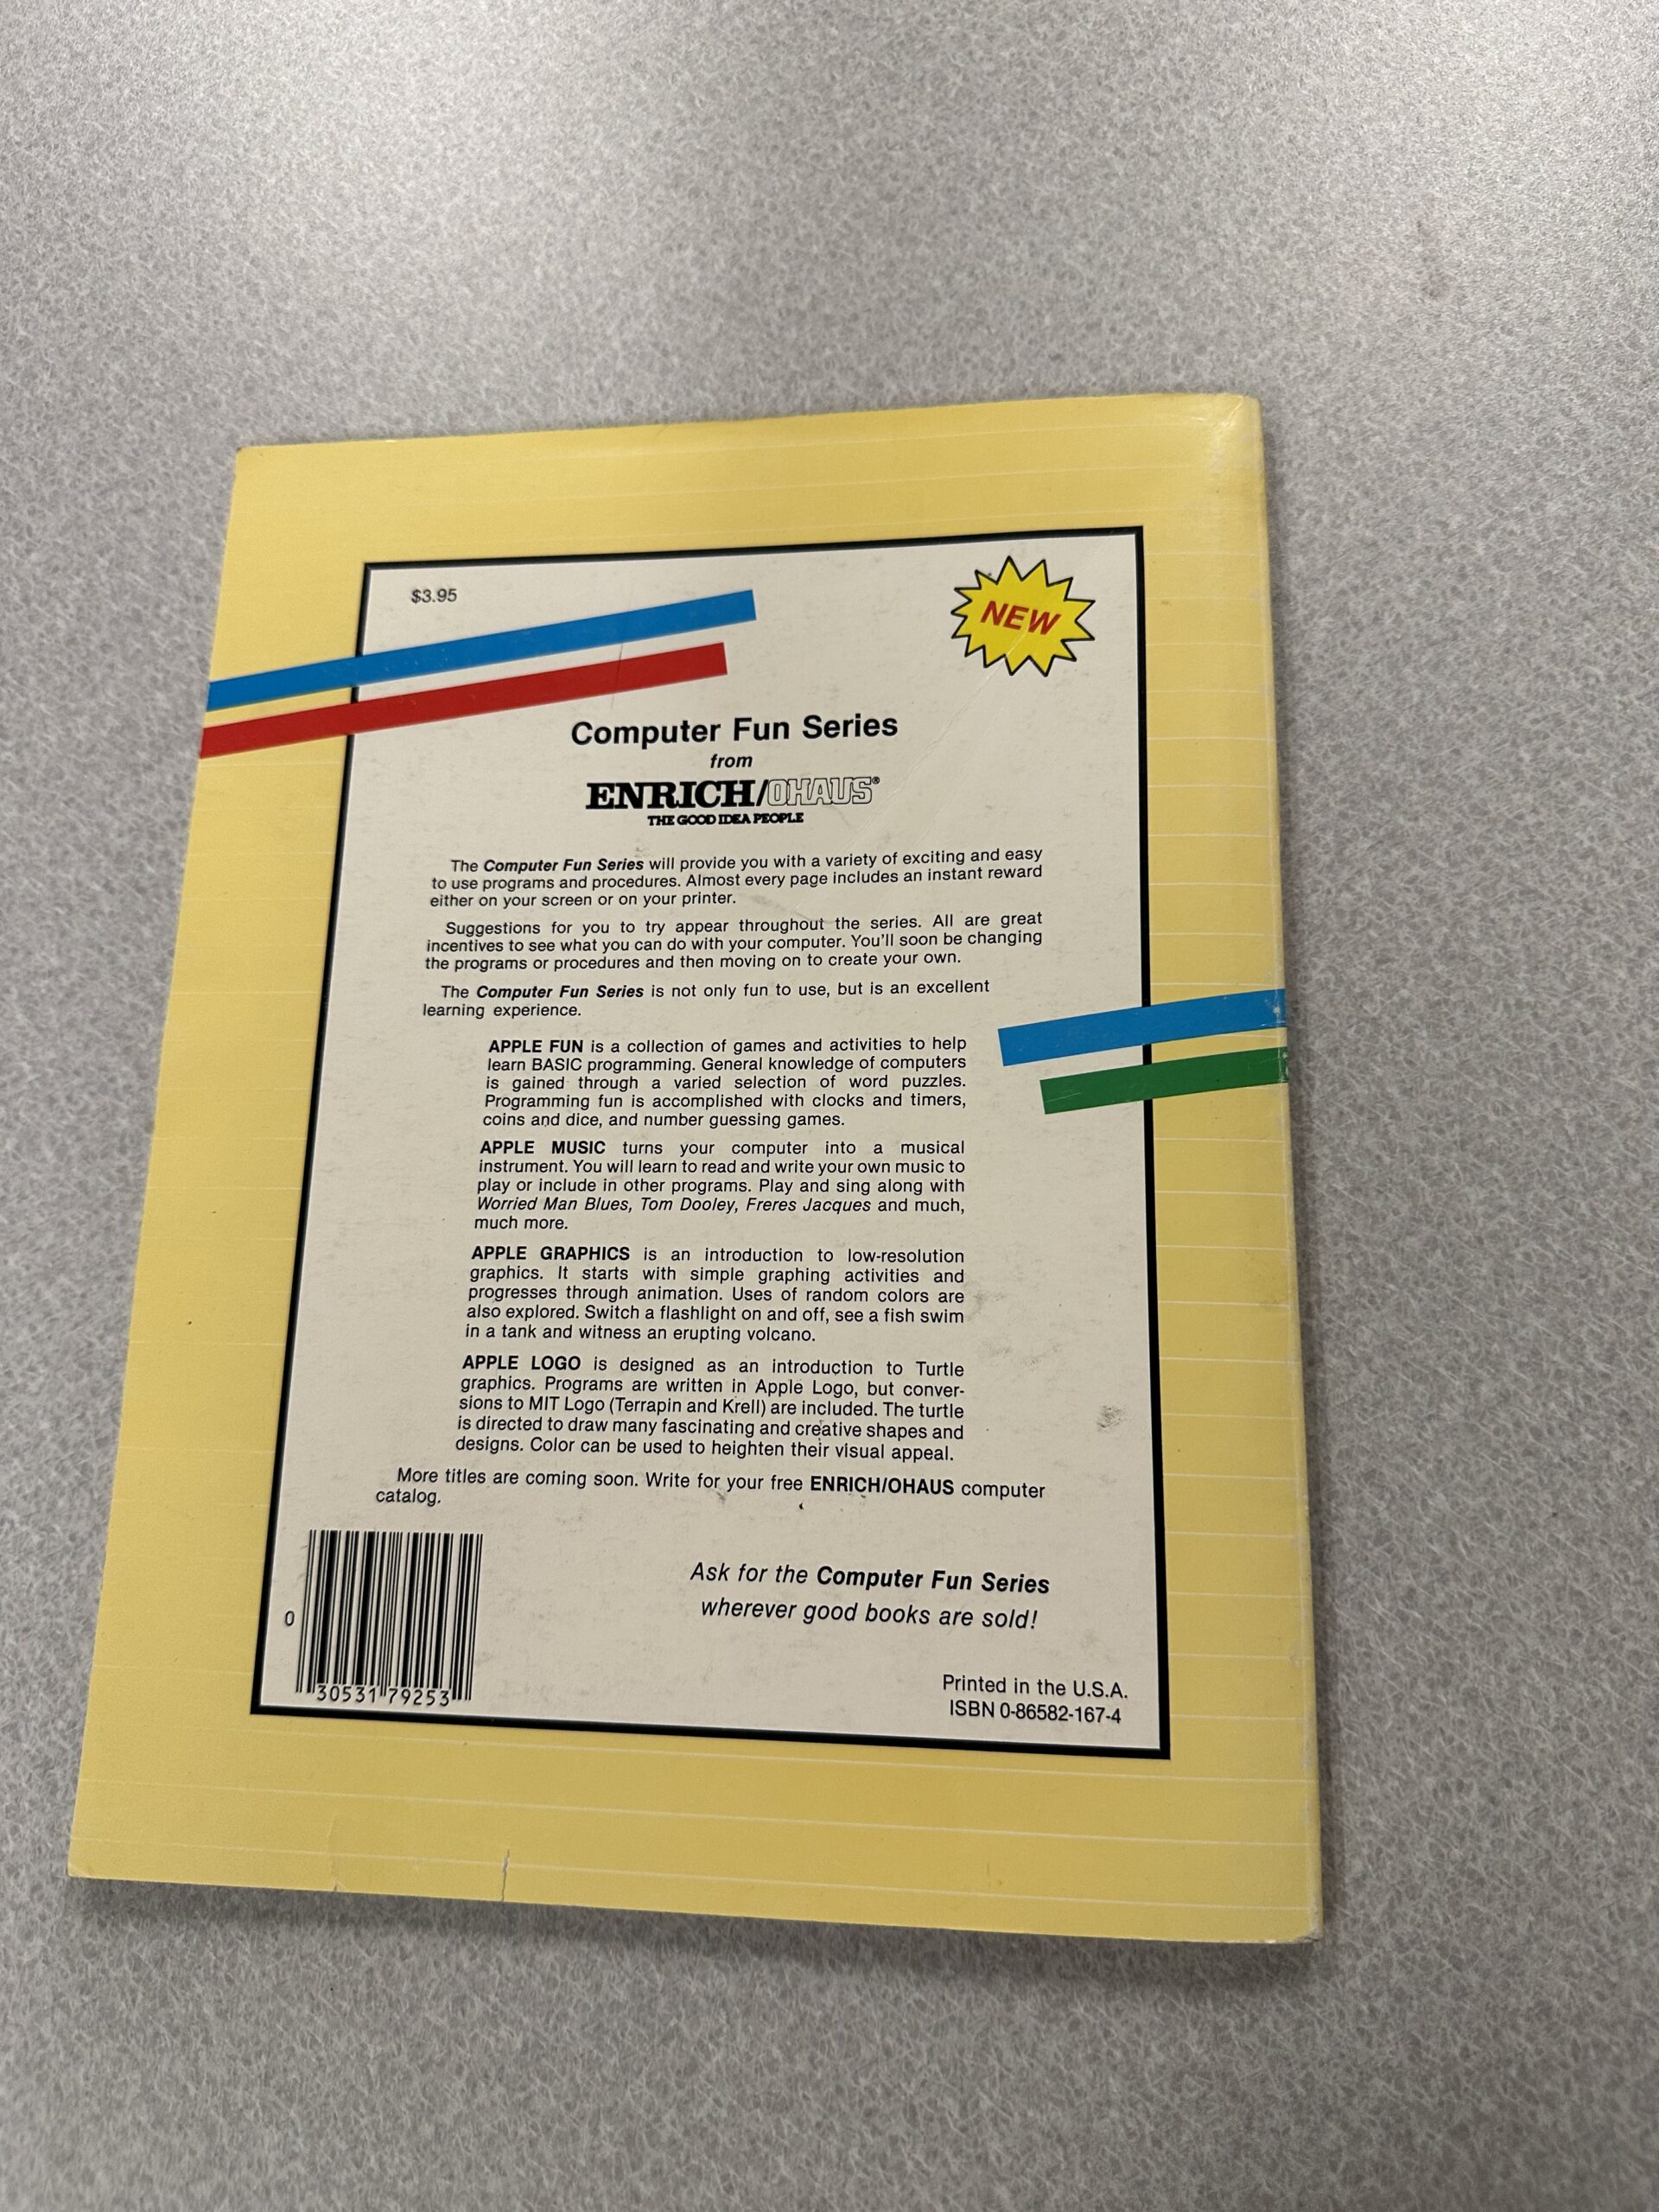 $3.95
NEW
Computer Fun Series
from
ENRICH/OHAUS®
THE GOOD IDEA PEOPLE
The Computer Fun Series will provide you with a variety of exciting and easy
to use programs and procedures. Almost every page includes an instant reward
either on your screen or on your printer.
Suggestions for you to try appear throughout the series. All are great
incentives to see what you can do with your computer. You'll soon be changing
the programs or procedures and then moving on to create your own.
The Computer Fun Series is not only fun to use, but is an excellent
learning experience.
APPLE FUN is a collection of games and activities to help
learn BASIC programming. General knowledge of computers
is gained through a varied selection of word puzzles.
Programming fun is accomplished with clocks and timers,
coins and dice, and number guessing games.
APPLE MUSIC turns your computer into a musical
instrument. You will learn to read and write your own music to
play or include in other programs. Play and sing along with
Worried Man Blues, Tom Dooley, Freres Jacques and much,
much more.
APPLE GRAPHICS is an introduction to low-resolution
graphics. It starts with simple graphing activities and
progresses through animation. Uses of random colors are
also explored. Switch a flashlight on and off, see a fish swim
in a tank and witness an erupting volcano.
APPLE LOGO is designed as an introduction to Turtle
graphics. Programs are written in Apple Logo, but conver-
sions to MIT Logo (Terrapin and Krell) are included. The turtle
is directed to draw many fascinating and creative shapes and
designs. Color can be used to heighten their visual appeal.
More titles are coming soon. Write for your free ENRICH/OHAUS computer
catalog.
Ask for the Computer Fun Series
wherever good books are sold!
0 30531 79253
Printed in the U.S.A.
ISBN 0-86582-167-4